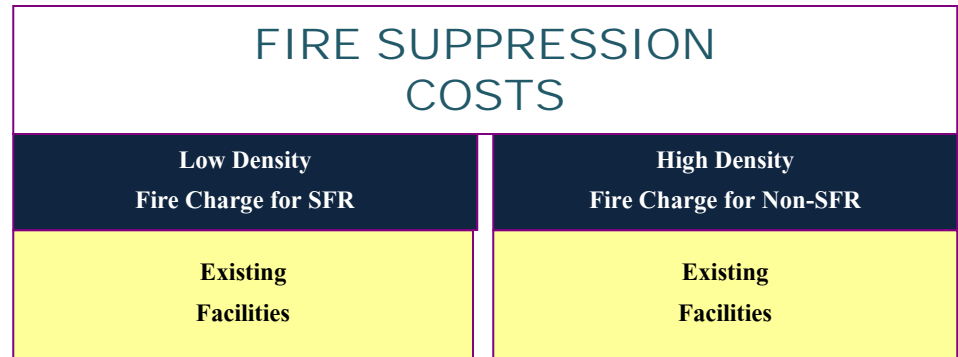 FIRE SUPPRESSION
COSTS
Low Density
Fire Charge for SFR
High Density
Fire Charge for Non-SFR
Existing
Facilities
Existing
Facilities